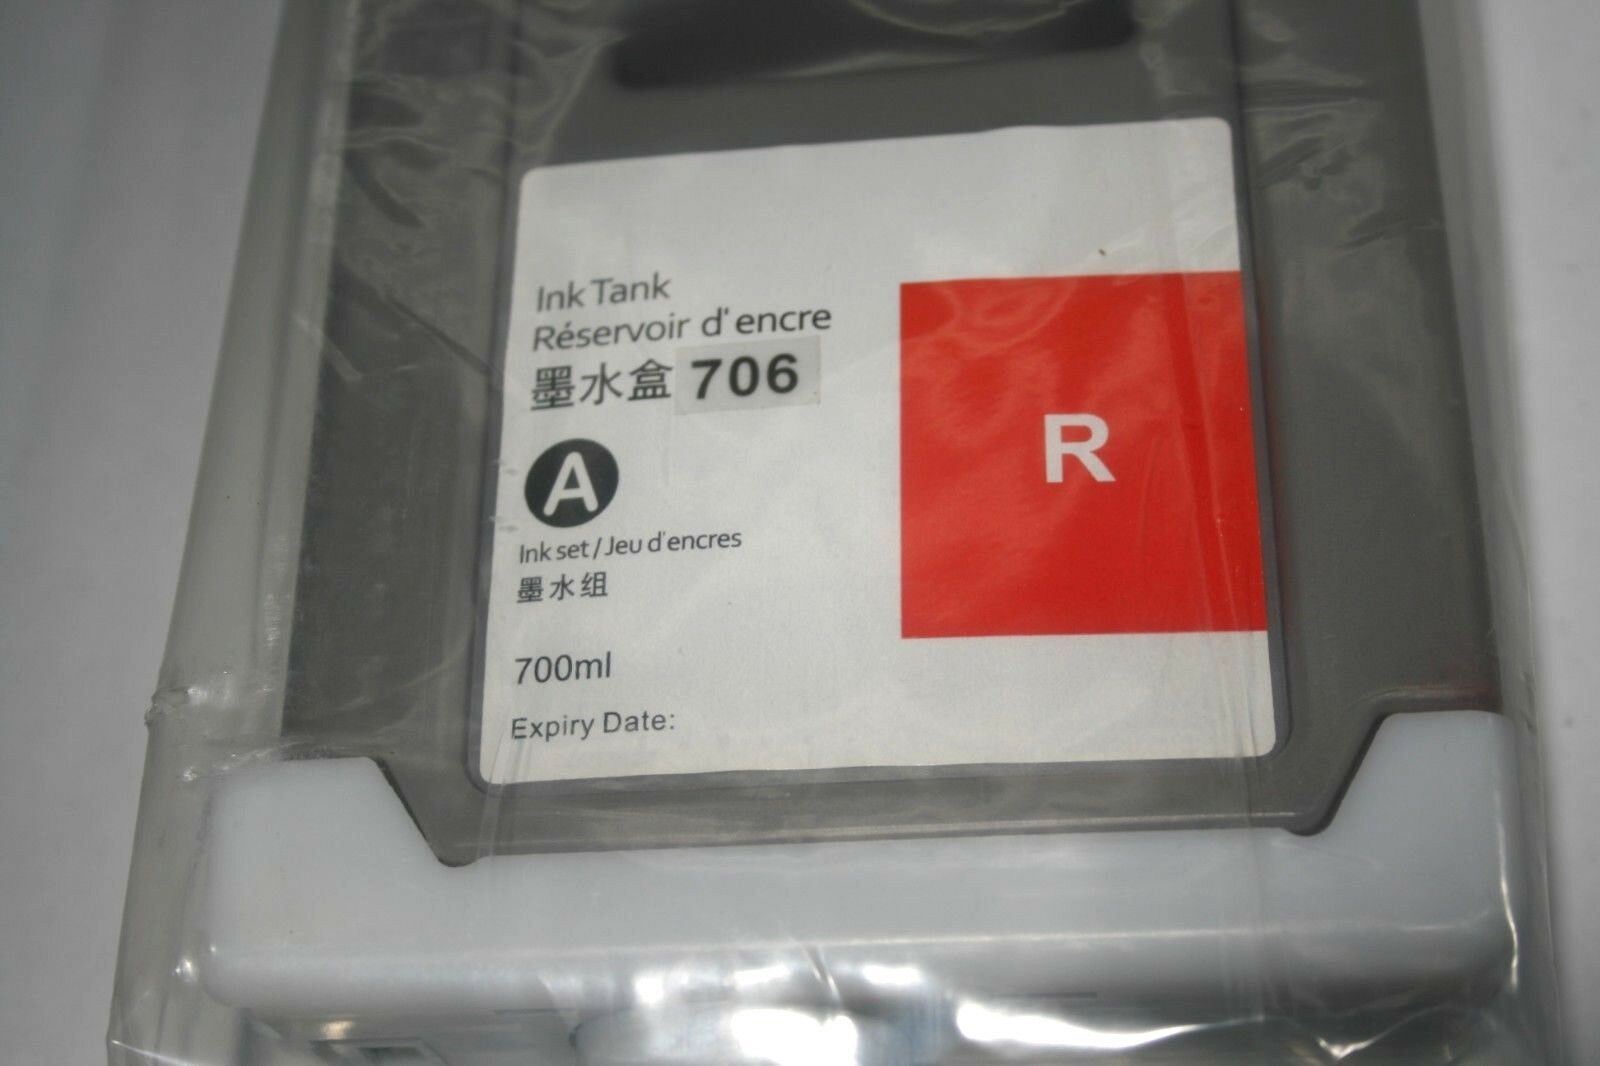 Ink Tank
Réservoir d'encre
墨水盒 706
A
Ink set / Jeu d'encres
墨水组
700ml
Expiry Date:
R